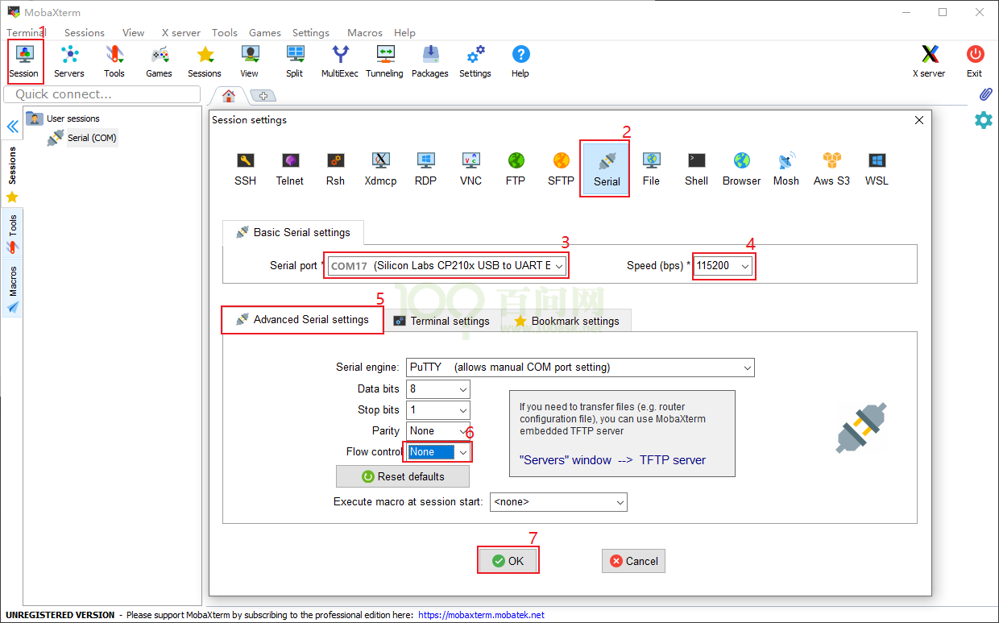 MobaXterm
Terminal Sessions View X server Tools Games Settings Macros Help
1
Session Servers Tools Games Sessions View Split MultiExec Tunneling Packages Settings Help X server Exit
Quick connect...
User sessions
Serial (COM)
Sessions
Tools
Macros
Session settings
2
SSH Telnet Rsh Xdmcp RDP VNC FTP SFTP Serial File Shell Browser Mosh Aws S3 WSL
Basic Serial settings
3
4
Serial port * COM17 (Silicon Labs CP210x USB to UART E Speed (bps) * 115200
100 百问网
www.100ask.net
5
Advanced Serial settings Terminal settings Bookmark settings
Serial engine: PuTTY (allows manual COM port setting)
Data bits 8
Stop bits 1
Parity None
6
Flow control None
Reset defaults
Execute macro at session start: <none>
If you need to transfer files (e.g. router
configuration file), you can use MobaXterm
embedded TFTP server
"Servers" window --> TFTP server
7
OK Cancel
UNREGISTERED VERSION - Please support MobaXterm by subscribing to the professional edition here: https://mobaxterm.mobatek.net